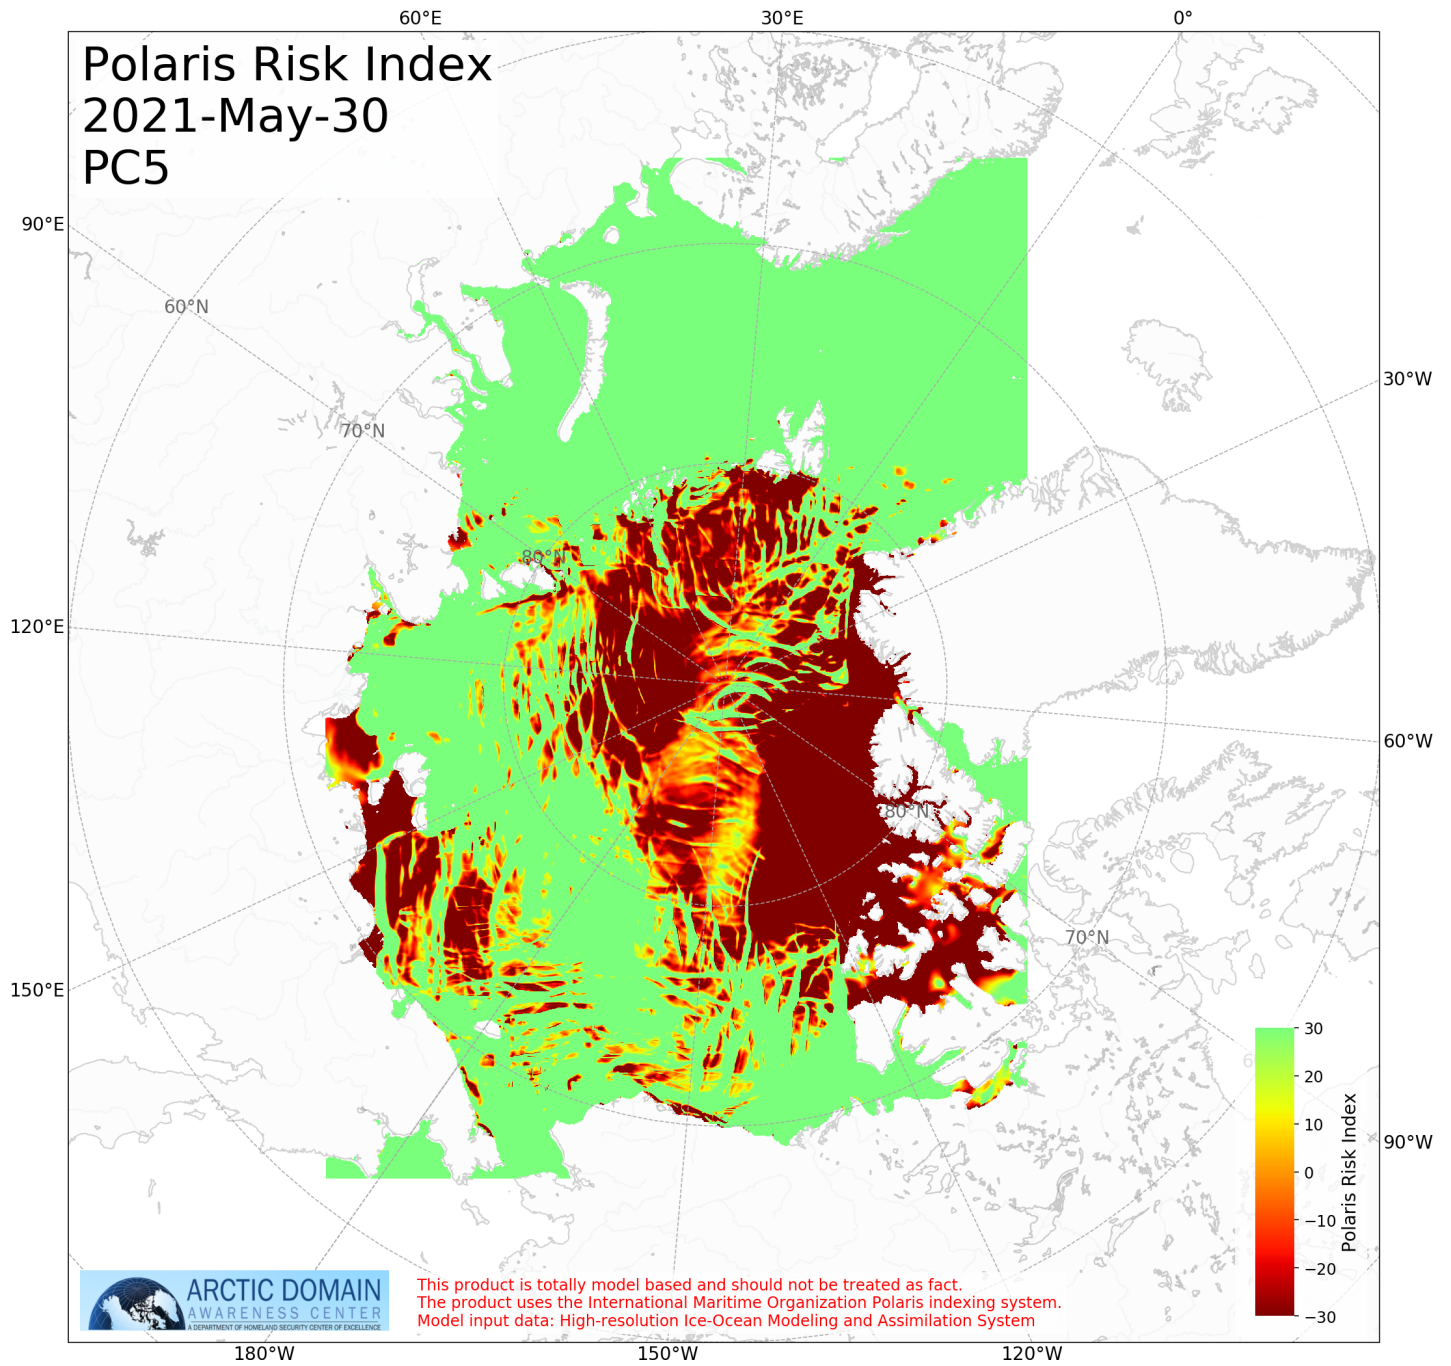 60°E
30°E
0°
Polaris Risk Index
2021-May-30
PC5
90°E
60°N
30°W
70°N
80°N
120°E
60°W
80°N
70°N
150°E
30
20
10
0
−10
−20
−30
Polaris Risk Index
90°W
ARCTIC DOMAIN
AWARENESS CENTER
A DEPARTMENT OF HOMELAND SECURITY CENTER OF EXCELLENCE
This product is totally model based and should not be treated as fact.
The product uses the International Maritime Organization Polaris indexing system.
Model input data: High-resolution Ice-Ocean Modeling and Assimilation System
180°W
150°W
120°W